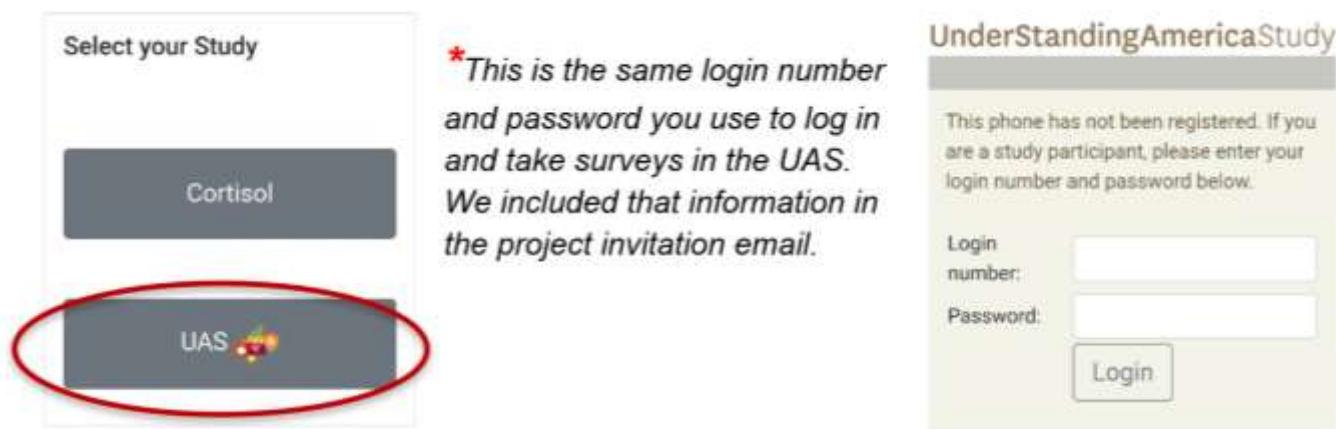 Select your Study
Cortisol
UAS
*This is the same login number
and password you use to log in
and take surveys in the UAS.
We included that information in
the project invitation email.
UnderStandingAmericaStudy
This phone has not been registered. If you
are a study participant, please enter your
login number and password below.
Login
number:
Password:
Login